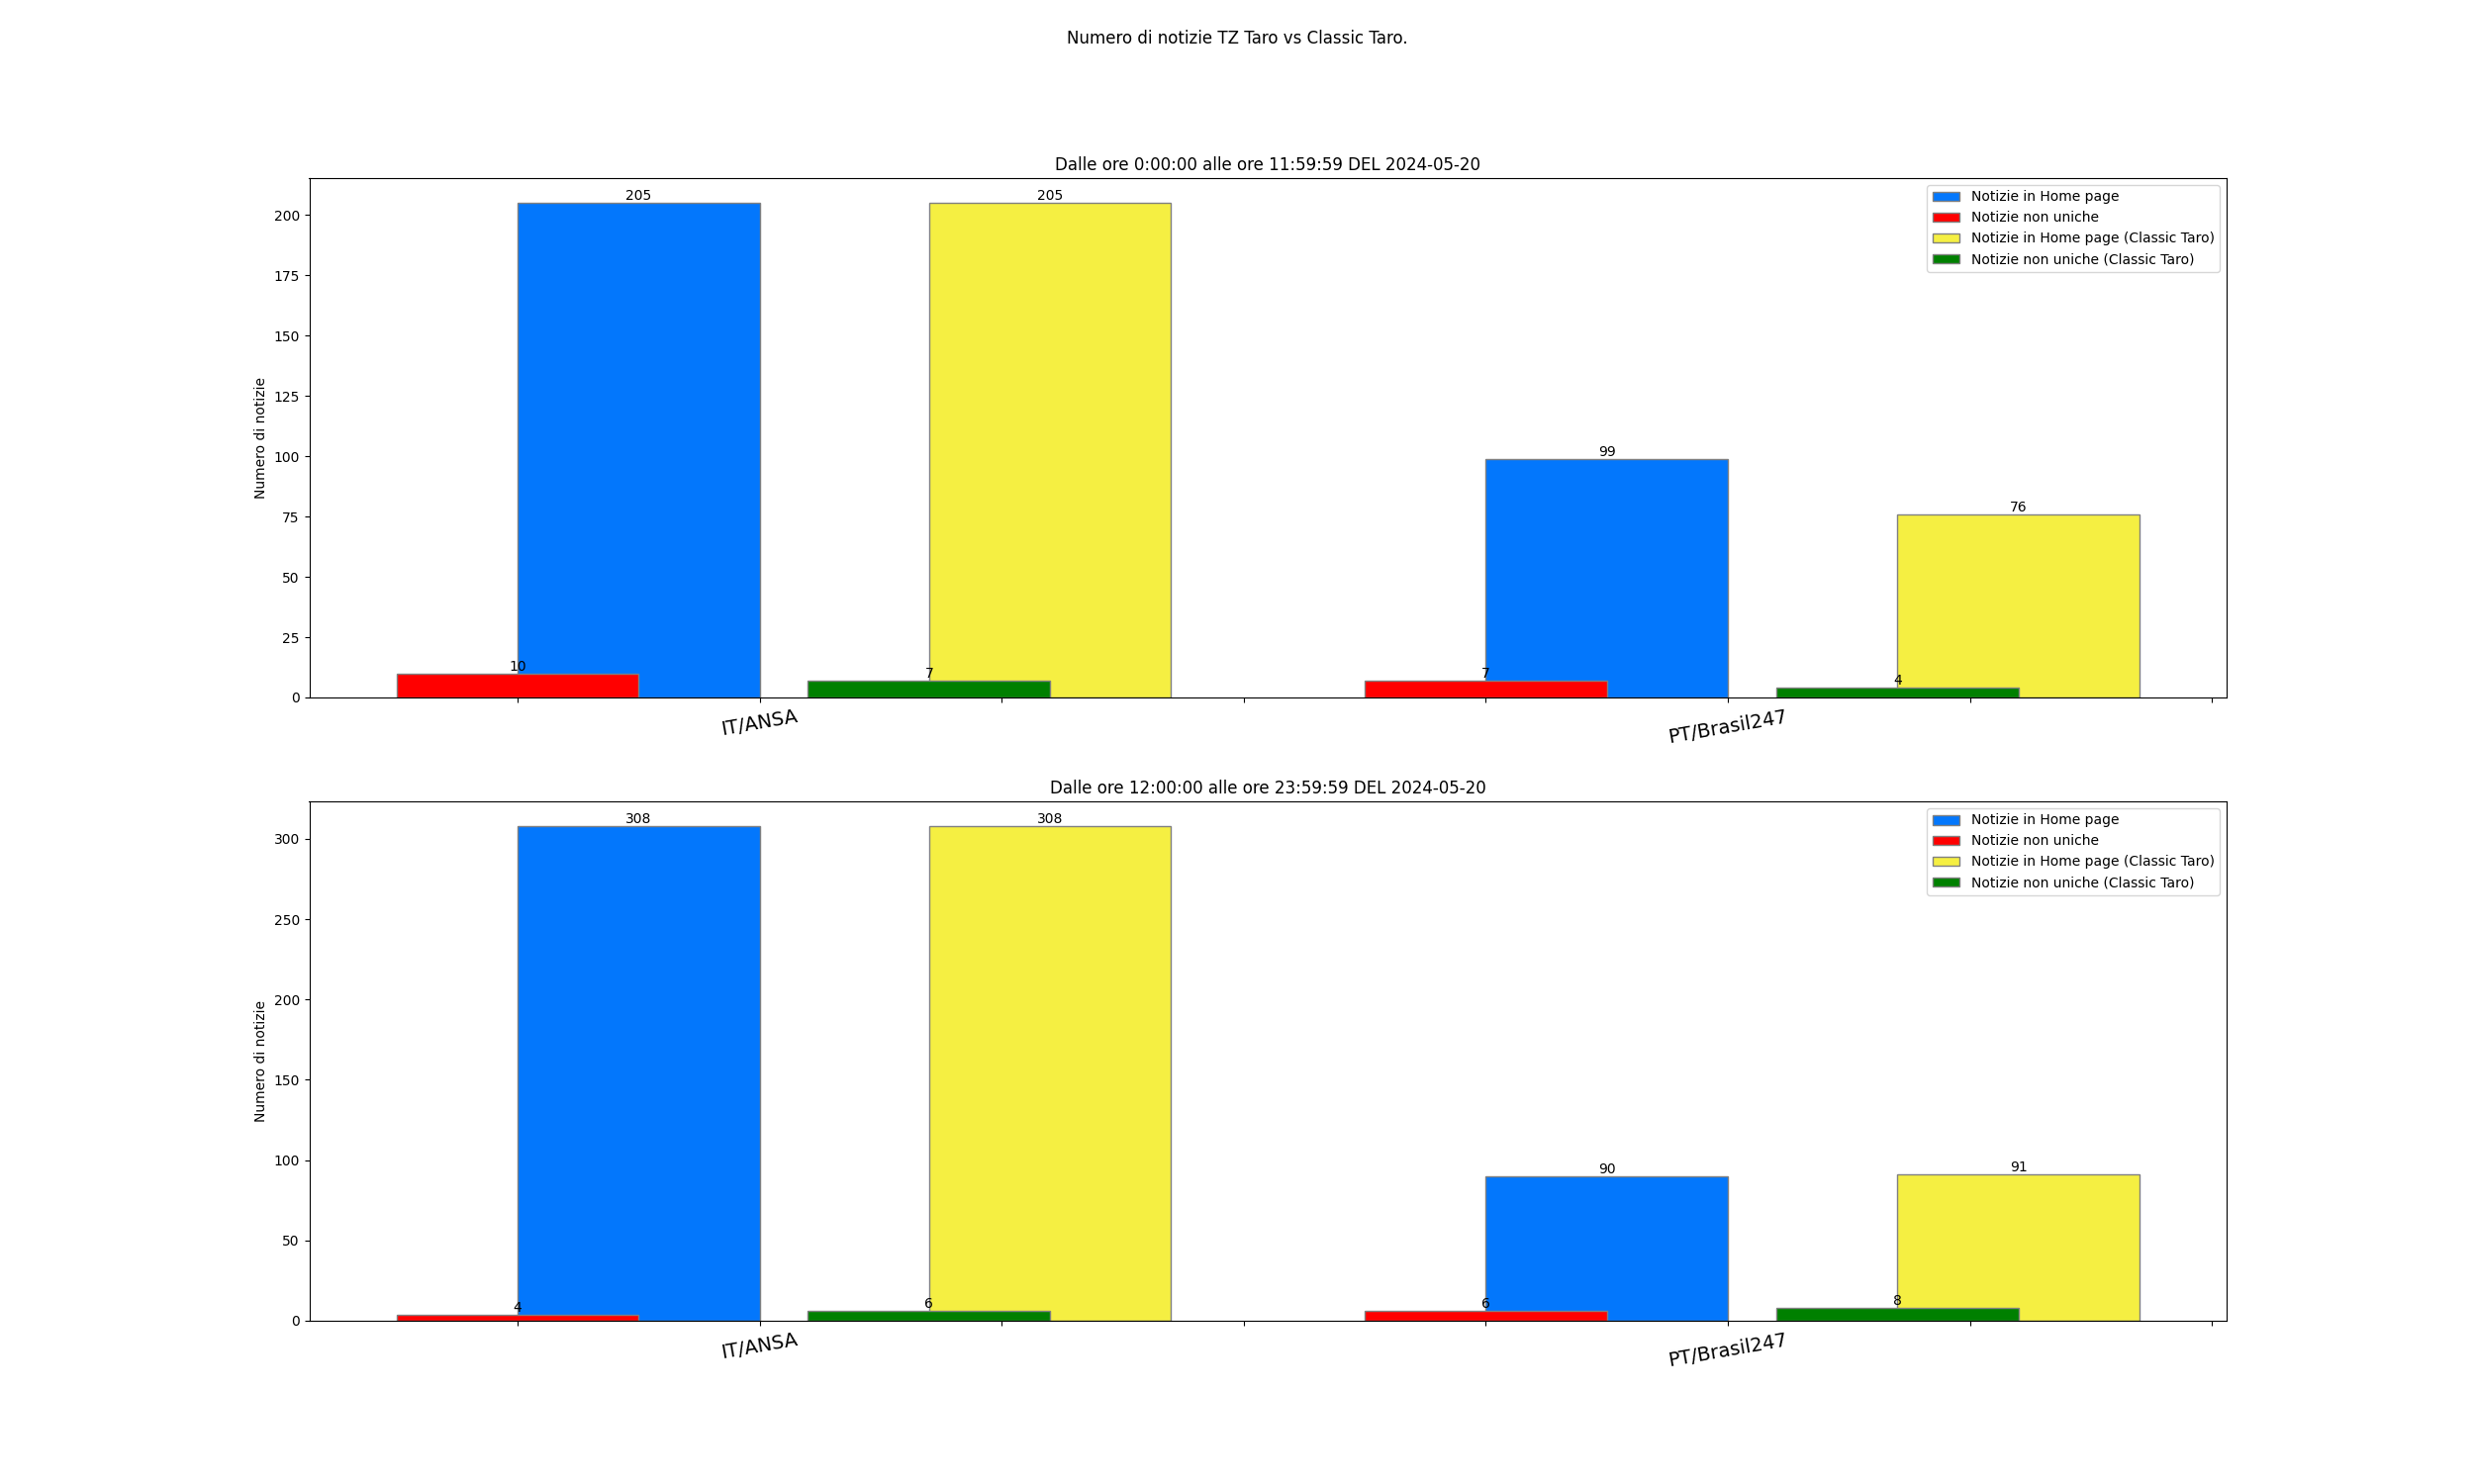 Numero di notizie TZ Taro vs Classic Taro.
Dalle ore 0:00:00 alle ore 11:59:59 DEL 2024-05-20
Numero di notizie
200
175
150
125
100
75
50
25
0
205
205
99
76
10
7
7
4
Notizie in Home page
Notizie non uniche
Notizie in Home page (Classic Taro)
Notizie non uniche (Classic Taro)
IT/ANSA
PT/Brasil247
Dalle ore 12:00:00 alle ore 23:59:59 DEL 2024-05-20
Numero di notizie
300
250
200
150
100
50
0
308
308
90
91
4
6
6
8
Notizie in Home page
Notizie non uniche
Notizie in Home page (Classic Taro)
Notizie non uniche (Classic Taro)
IT/ANSA
PT/Brasil247